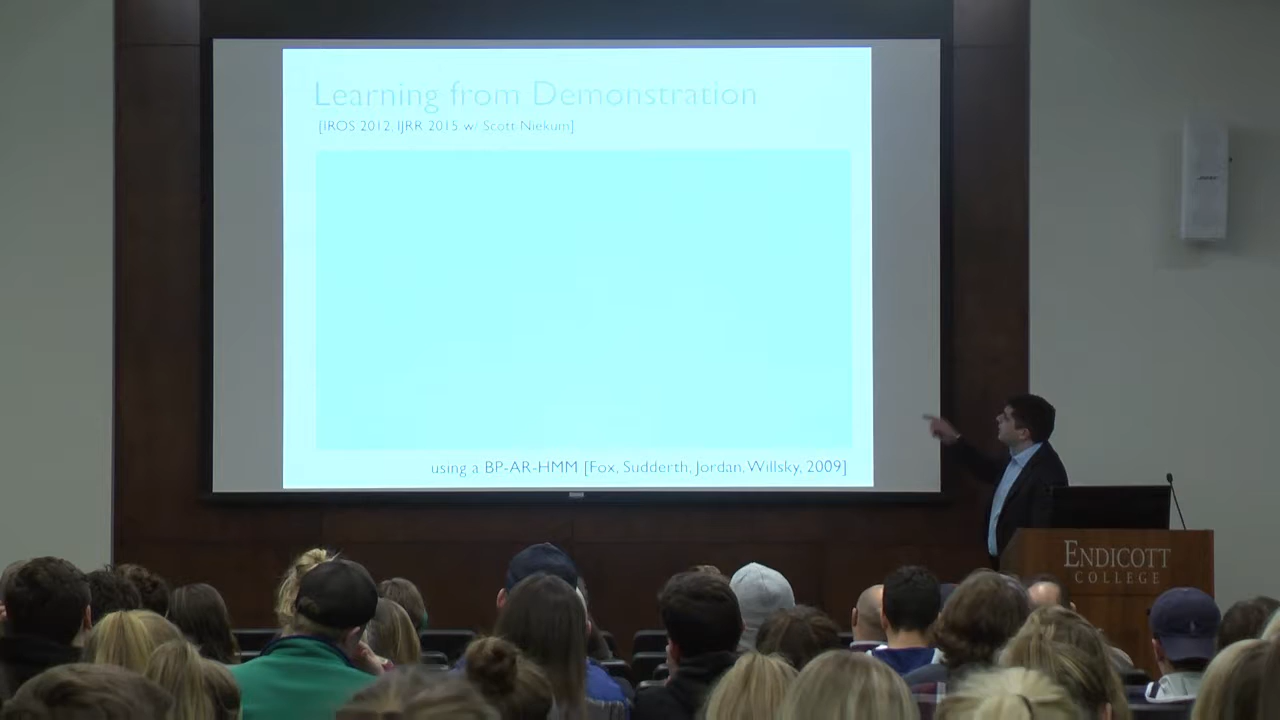 Learning from Demonstration
[IROS 2012, IJRR 2015 w/ Scott Niekum]
using a BP-AR-HMM [Fox, Sudderth, Jordan, Willsky, 2009]
ENDICOTT
COLLEGE
BOSE